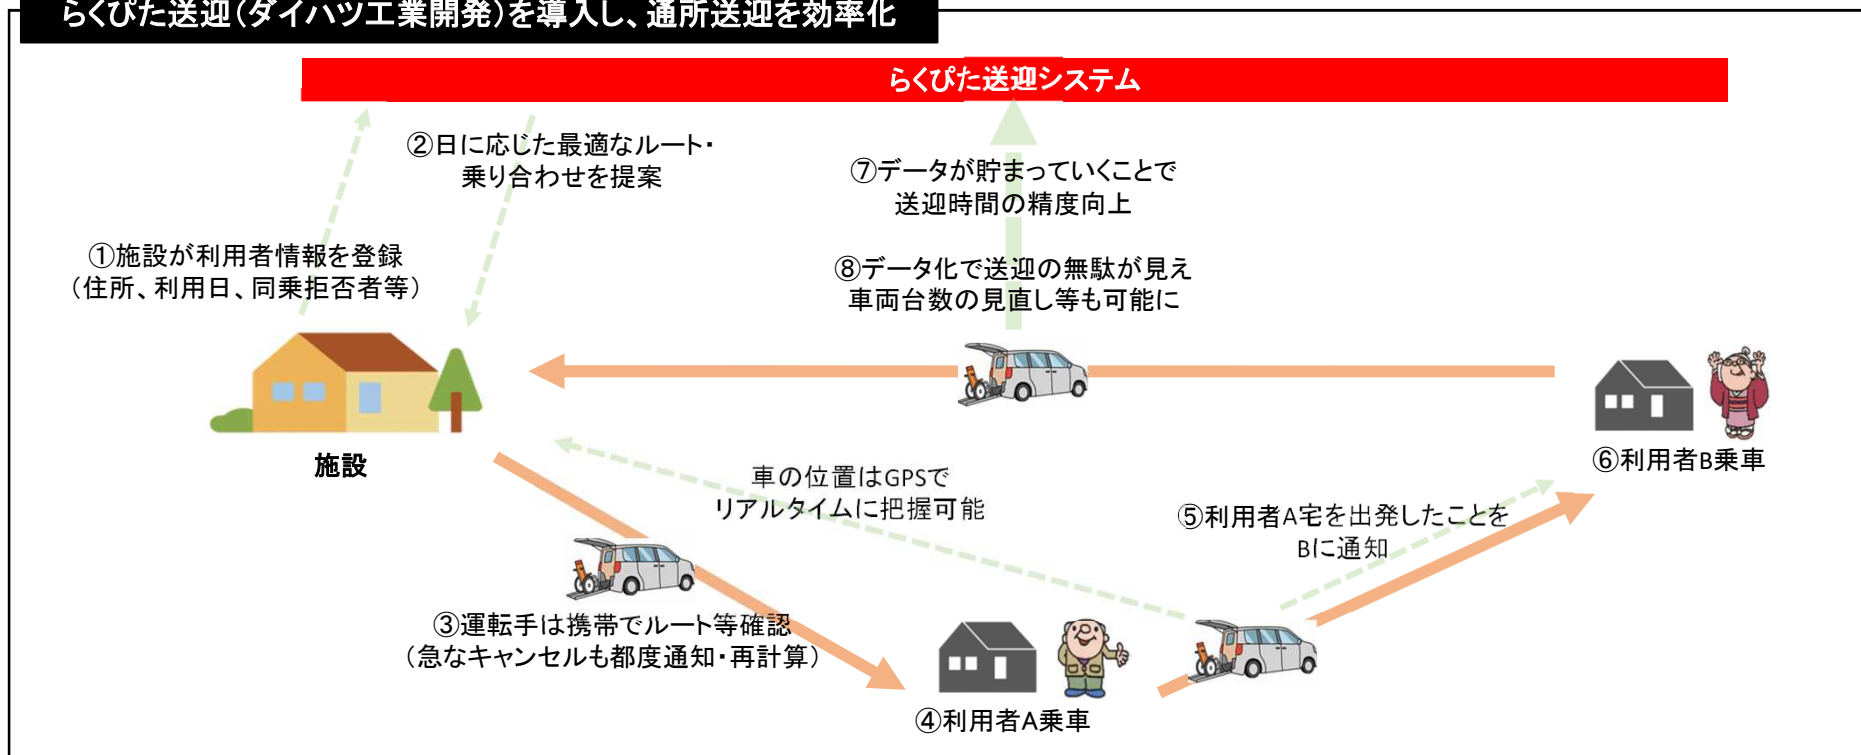 らくぴた送迎（ダイハツ工業開発）を導入し、通所送迎を効率化
らくぴた送迎システム
②日に応じた最適なルート・
乗り合わせを提案
⑦データが貯まっていくことで
送迎時間の精度向上
①施設が利用者情報を登録
（住所、利用日、同乗拒否者等）
⑧データ化で送迎の無駄が見え
車両台数の見直し等も可能に
施設
車の位置はGPSで
リアルタイムに把握可能
⑥利用者B乗車
⑤利用者A宅を出発したことを
Bに通知
③運転手は携帯でルート等確認
（急なキャンセルも都度通知・再計算）
④利用者A乗車